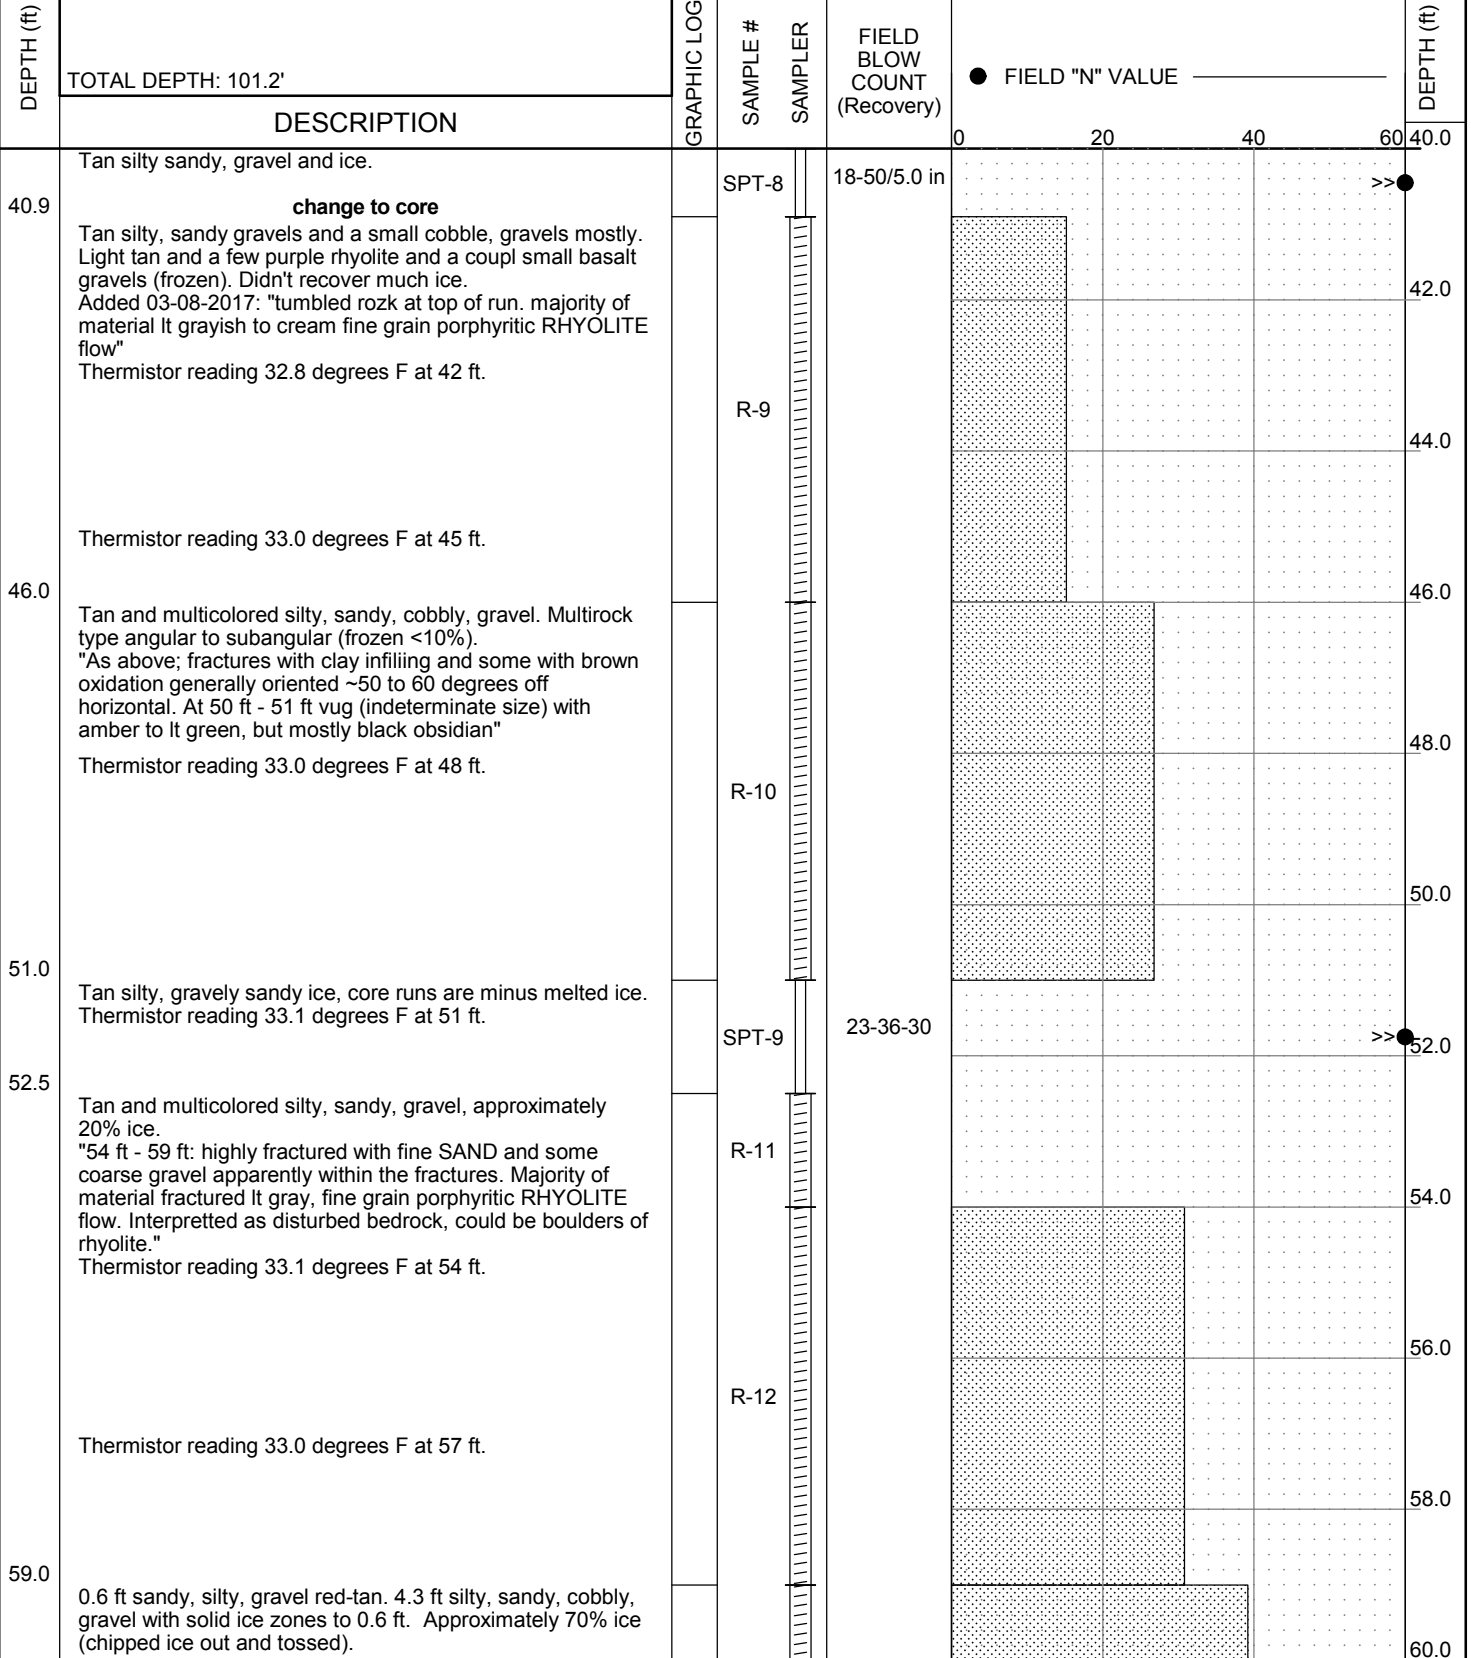 DEPTH (ft)
TOTAL DEPTH: 101.2'
DESCRIPTION
GRAPHIC LOG
SAMPLE #
SAMPLER
FIELD
BLOW
COUNT
(Recovery)
FIELD "N" VALUE
DEPTH (ft)
0 20 40 60 40.0
Tan silty sandy, gravel and ice.
SPT-8
18-50/5.0 in
>>
40.9
change to core
Tan silty, sandy gravels and a small cobble, gravels mostly.
Light tan and a few purple rhyolite and a coupl small basalt
gravels (frozen). Didn't recover much ice.
42.0
Added 03-08-2017: "tumbled rozk at top of run. majority of
material lt grayish to cream fine grain porphyritic RHYOLITE
flow"
Thermistor reading 32.8 degrees F at 42 ft.
R-9
44.0
Thermistor reading 33.0 degrees F at 45 ft.
46.0
46.0
Tan and multicolored silty, sandy, cobbly, gravel. Multirock
type angular to subangular (frozen <10%).
"As above; fractures with clay infiliing and some with brown
oxidation generally oriented ~50 to 60 degrees off
horizontal. At 50 ft - 51 ft vug (indeterminate size) with
amber to lt green, but mostly black obsidian"
48.0
Thermistor reading 33.0 degrees F at 48 ft.
R-10
50.0
51.0
Tan silty, gravely sandy ice, core runs are minus melted ice.
Thermistor reading 33.1 degrees F at 51 ft.
SPT-9
23-36-30
>>
52.0
52.5
Tan and multicolored silty, sandy, gravel, approximately
20% ice.
"54 ft - 59 ft: highly fractured with fine SAND and some
R-11
coarse gravel apparently within the fractures. Majority of
material fractured lt gray, fine grain porphyritic RHYOLITE
54.0
flow. Interpretted as disturbed bedrock, could be boulders of
rhyolite."
Thermistor reading 33.1 degrees F at 54 ft.
56.0
R-12
Thermistor reading 33.0 degrees F at 57 ft.
58.0
59.0
0.6 ft sandy, silty, gravel red-tan. 4.3 ft silty, sandy, cobbly,
gravel with solid ice zones to 0.6 ft.  Approximately 70% ice
(chipped ice out and tossed).
60.0